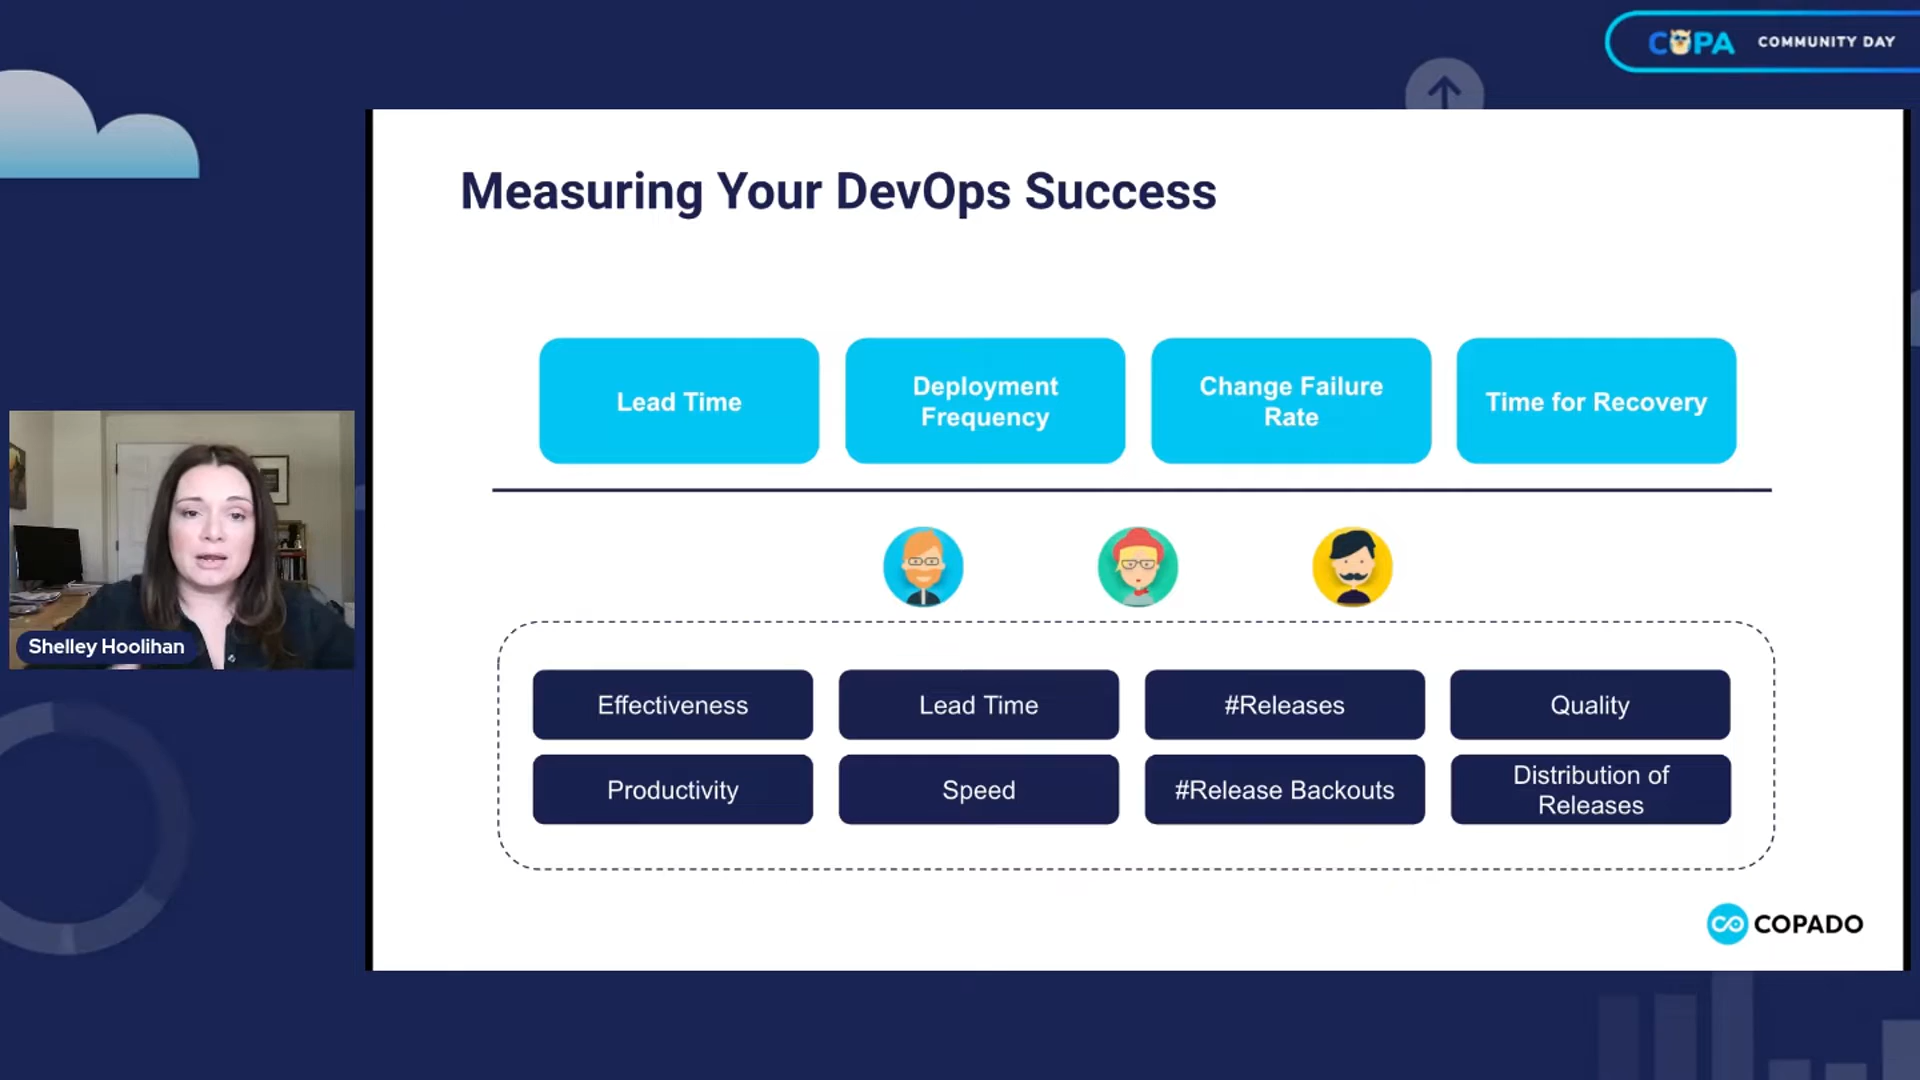 COPA COMMUNITY DAY
Measuring Your DevOps Success
Lead Time
Deployment
Frequency
Change Failure
Rate
Time for Recovery
Shelley Hoolihan
Effectiveness
Lead Time
#Releases
Quality
Productivity
Speed
#Release Backouts
Distribution of
Releases
COPADO